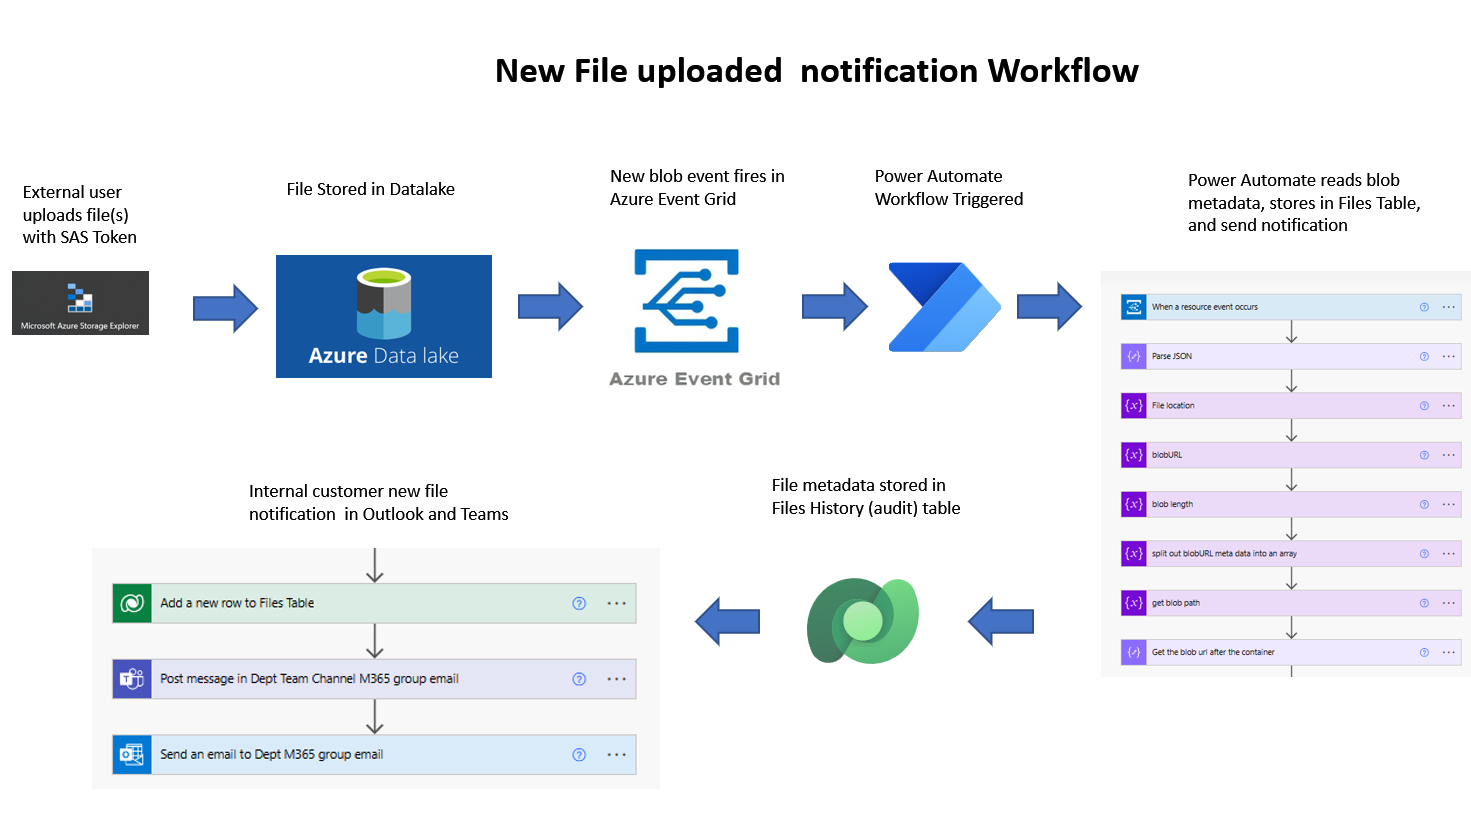 New File uploaded  notification Workflow
External user
uploads file(s)
with SAS Token
Microsoft Azure Storage Explorer
File Stored in Datalake
Azure Data lake
New blob event fires in
Azure Event Grid
Azure Event Grid
Power Automate
Workflow Triggered
Power Automate reads blob
metadata, stores in Files Table,
and send notification
When a resource event occurs
Parse JSON
File location
blobURL
blob length
split out blobURL meta data into an array
get blob path
Get the blob url after the container
File metadata stored in
Files History (audit) table
Internal customer new file
notification  in Outlook and Teams
Add a new row to Files Table
Post message in Dept Team Channel M365 group email
Send an email to Dept M365 group email